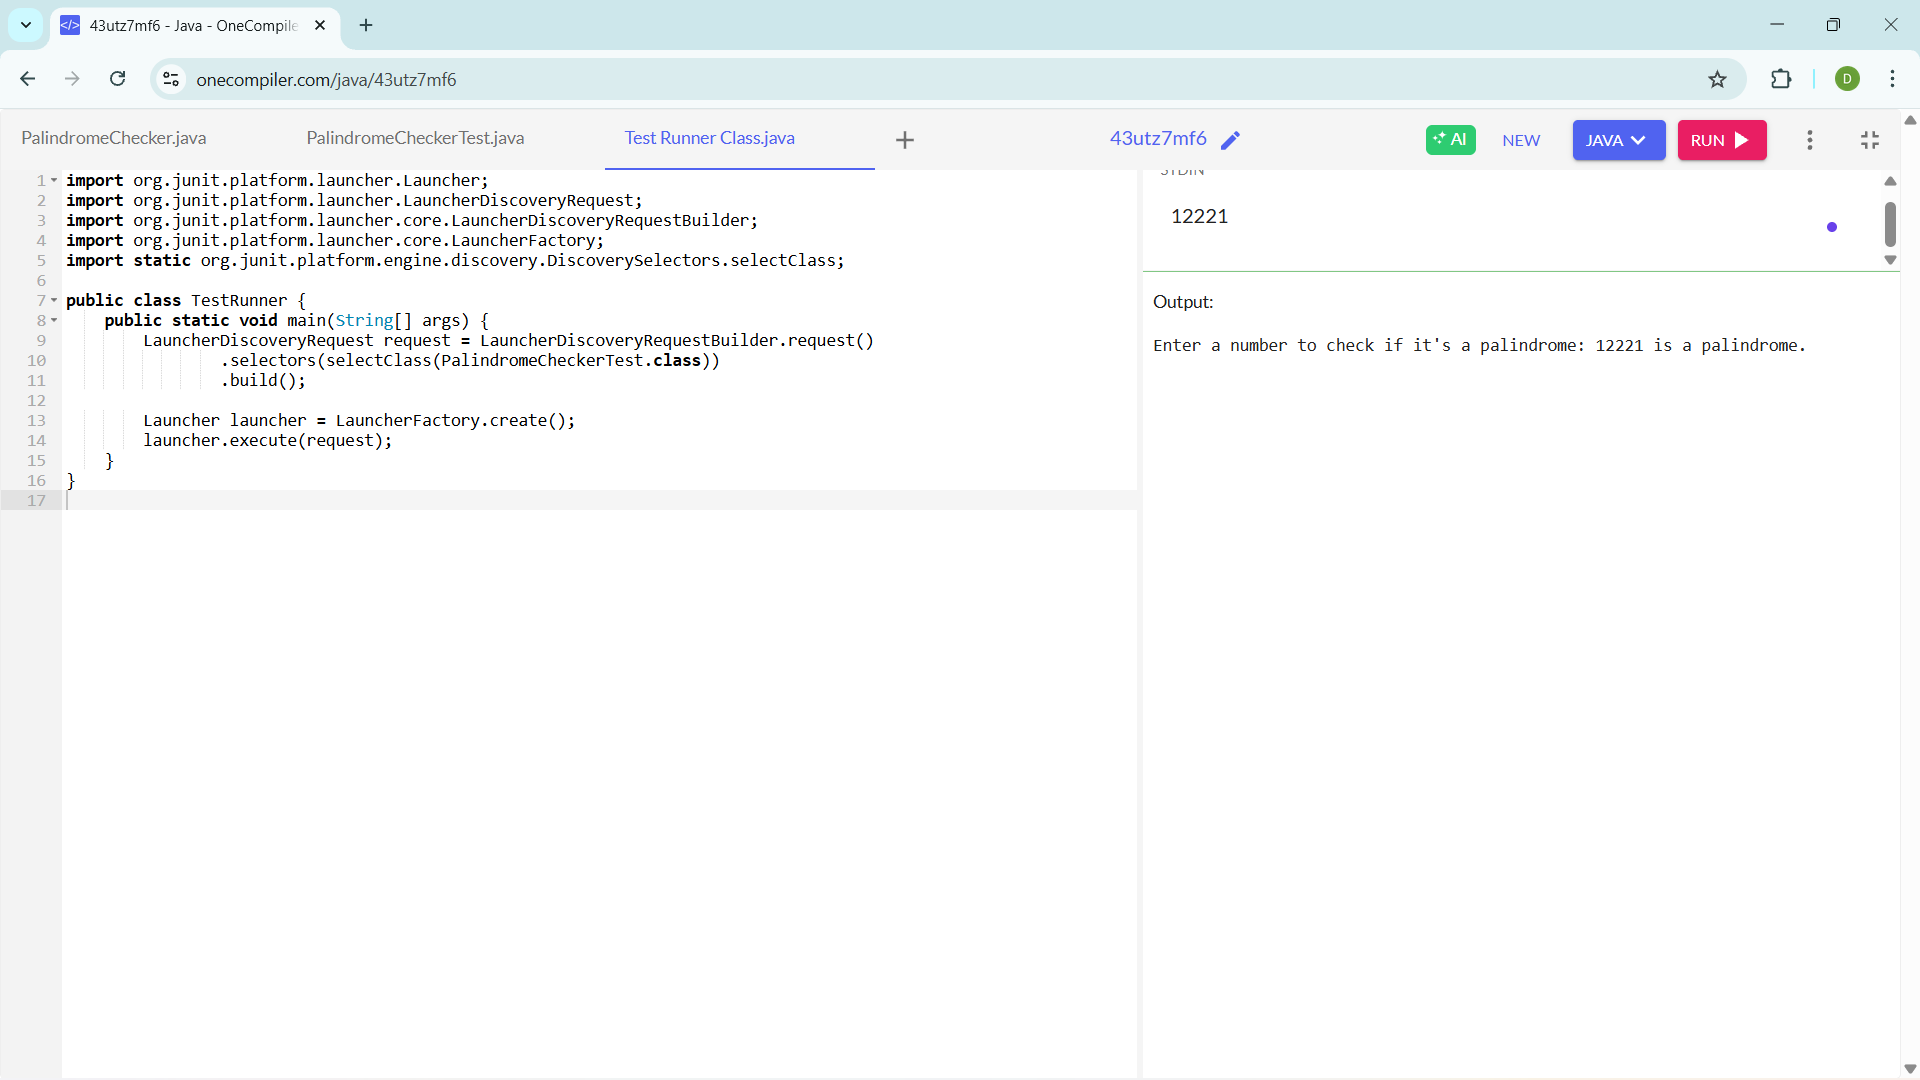 43utz7mf6 - Java - OneCompile
onecompiler.com/java/43utz7mf6
D
PalindromeChecker.java
PalindromeCheckerTest.java
Test Runner Class.java
43utz7mf6
AI
NEW
JAVA
RUN
1 import org.junit.platform.launcher.Launcher;
2 import org.junit.platform.launcher.LauncherDiscoveryRequest;
3 import org.junit.platform.launcher.core.LauncherDiscoveryRequestBuilder;
4 import org.junit.platform.launcher.core.LauncherFactory;
5 import static org.junit.platform.engine.discovery.DiscoverySelectors.selectClass;
6
7 public class TestRunner {
8     public static void main(String[] args) {
9         LauncherDiscoveryRequest request = LauncherDiscoveryRequestBuilder.request()
10                 .selectors(selectClass(PalindromeCheckerTest.class))
11                 .build();
12
13         Launcher launcher = LauncherFactory.create();
14         launcher.execute(request);
15     }
16 }
17
STDIN
12221
Output:
Enter a number to check if it's a palindrome: 12221 is a palindrome.